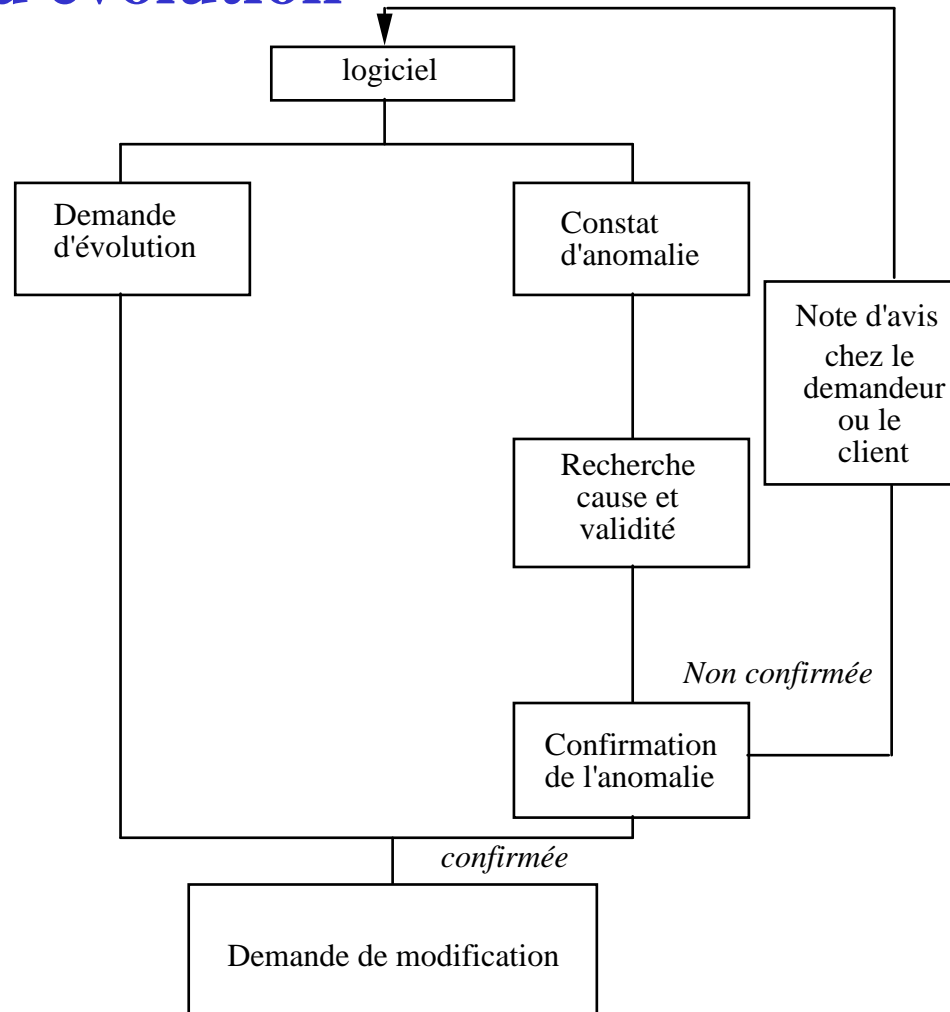 d'évolution
logiciel
Demande
d'évolution
Constat
d'anomalie
Note d'avis
chez le
demandeur
ou le
client
Recherche
cause et
validité
Non confirmée
Confirmation
de l'anomalie
confirmée
Demande de modification